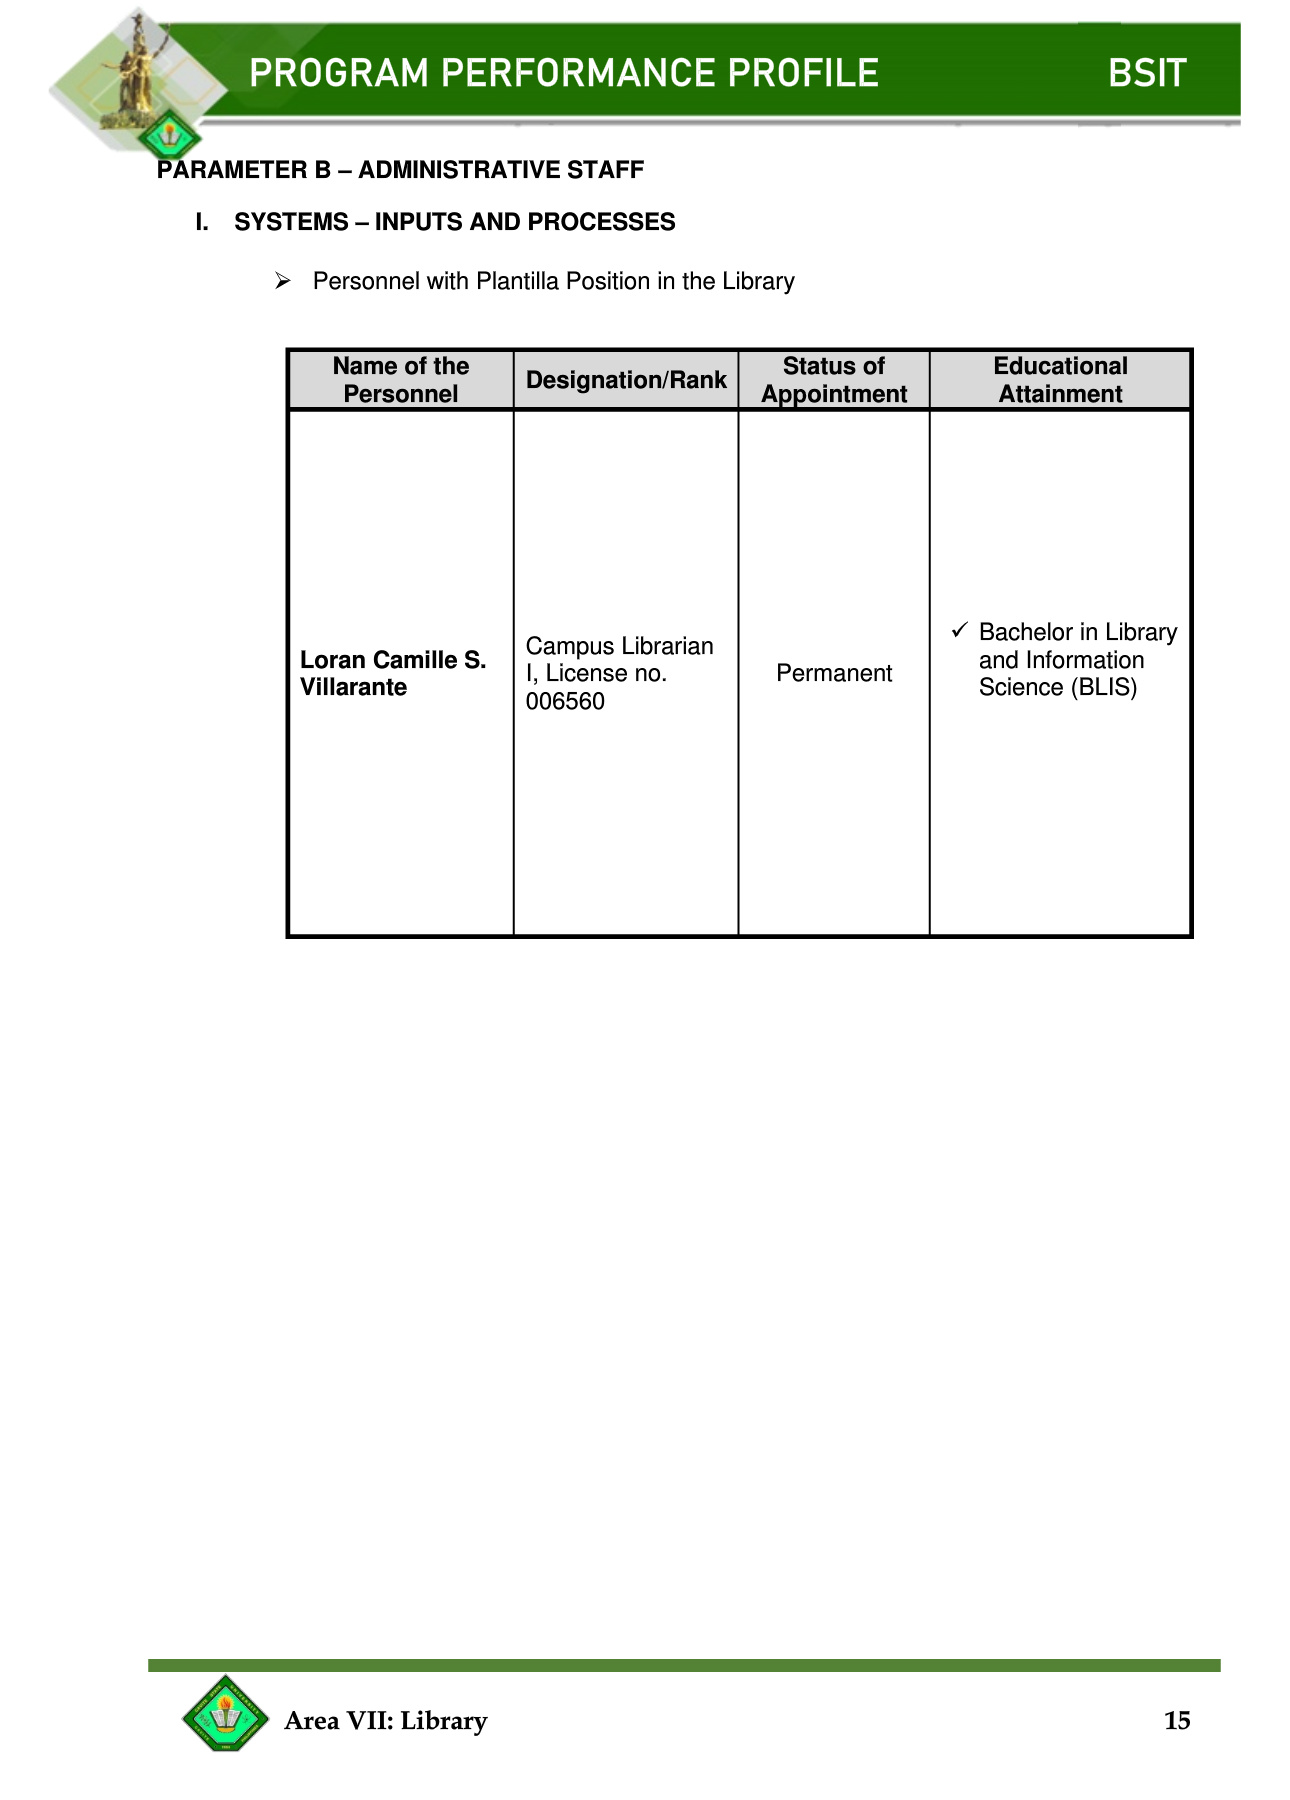 PROGRAM PERFORMANCE PROFILE BSIT
PARAMETER B – ADMINISTRATIVE STAFF
I. SYSTEMS – INPUTS AND PROCESSES
➢ Personnel with Plantilla Position in the Library
Name of the
Personnel
Designation/Rank
Status of
Appointment
Educational
Attainment
Loran Camille S.
Villarante
Campus Librarian
I, License no.
006560
Permanent
✓ Bachelor in Library
and Information
Science (BLIS)
Area VII: Library 15